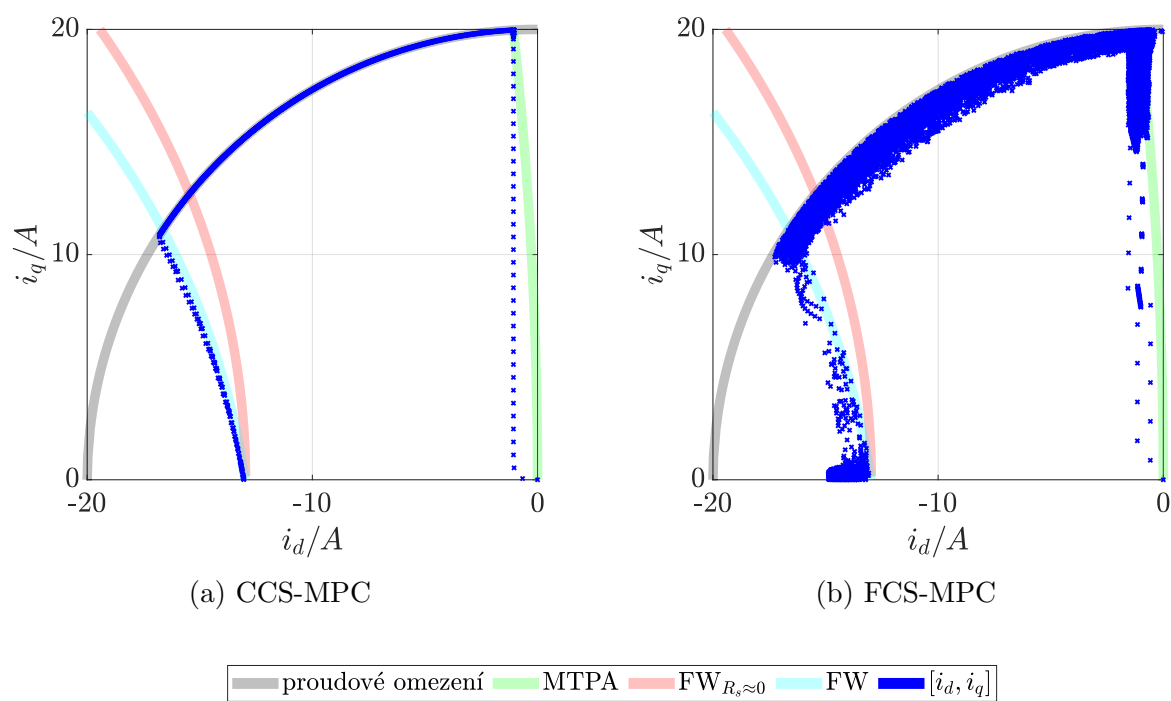 20
10
0
-20
-10
0
i_q/A
i_d/A
(a) CCS-MPC
20
10
0
-20
-10
0
i_q/A
i_d/A
(b) FCS-MPC
proudové omezení MTPA FW_{R_s≈0} FW [i_d, i_q]